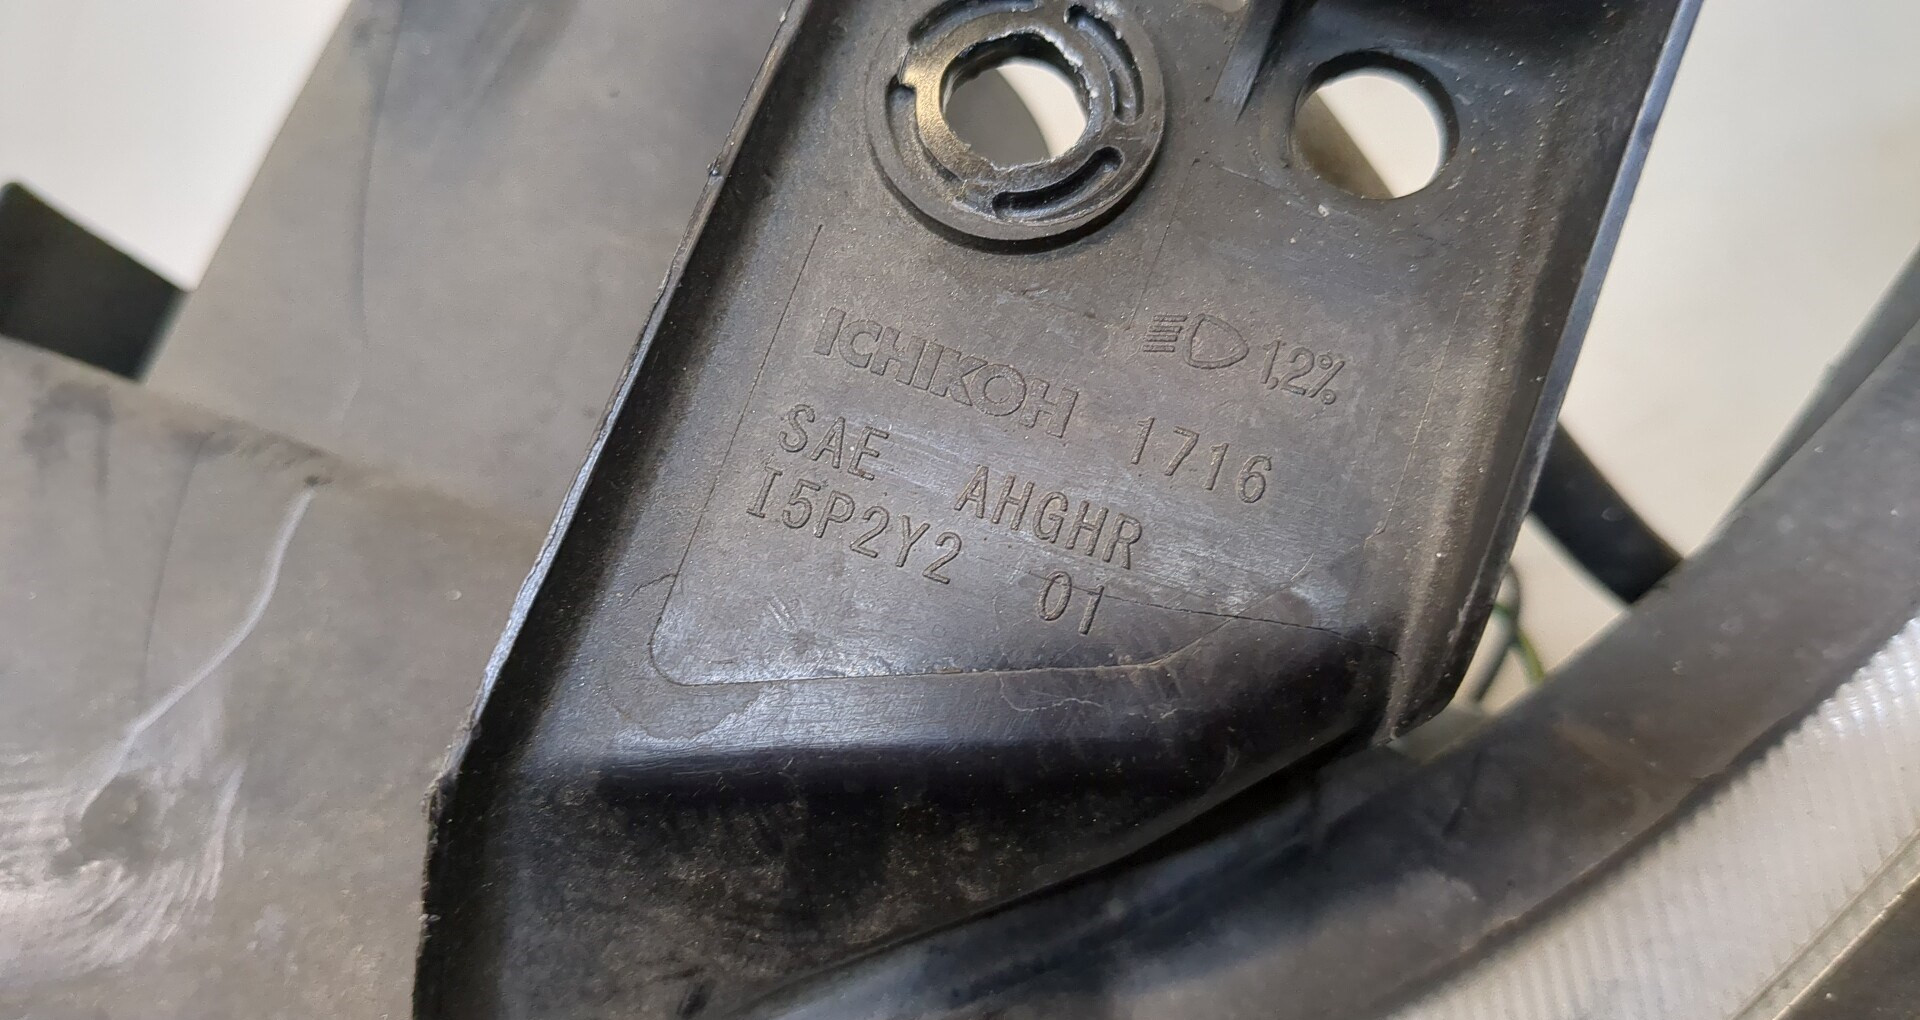 ICHIKOH 1716
1,2%
SAE AHGHR
I5P2Y2 01